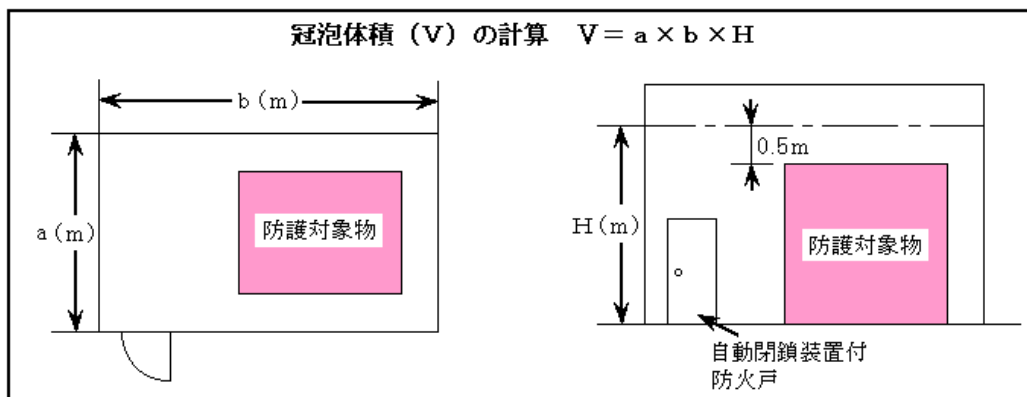 冠泡体積（V）の計算　V＝a×b×H
b(m)
a(m)
防護対象物
0.5m
H(m)
防護対象物
自動閉鎖装置付
防火戸